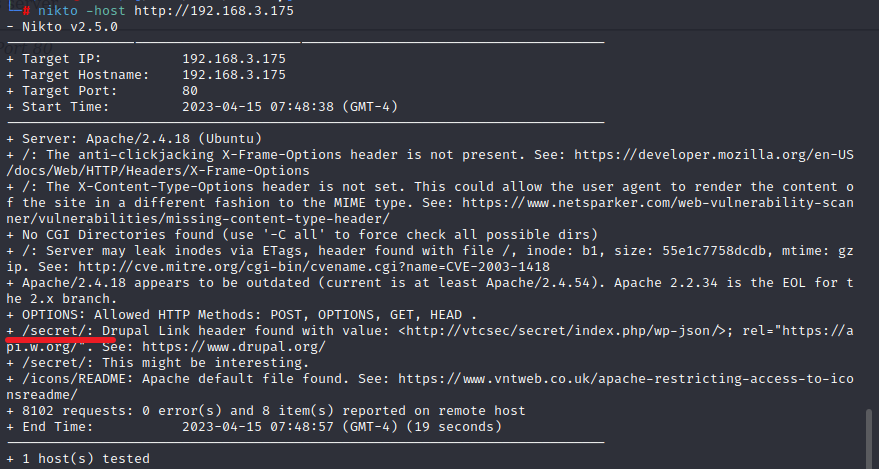 └─# nikto -host http://192.168.3.175
- Nikto v2.5.0
---------------------------------------------------------------------------
+ Target IP:          192.168.3.175
+ Target Hostname:    192.168.3.175
+ Target Port:        80
+ Start Time:         2023-04-15 07:48:38 (GMT-4)
---------------------------------------------------------------------------
+ Server: Apache/2.4.18 (Ubuntu)
+ /: The anti-clickjacking X-Frame-Options header is not present. See: https://developer.mozilla.org/en-US
/docs/Web/HTTP/Headers/X-Frame-Options
+ /: The X-Content-Type-Options header is not set. This could allow the user agent to render the content o
f the site in a different fashion to the MIME type. See: https://www.netsparker.com/web-vulnerability-scan
ner/vulnerabilities/missing-content-type-header/
+ No CGI Directories found (use '-C all' to force check all possible dirs)
+ /: Server may leak inodes via ETags, header found with file /, inode: b1, size: 55e1c7758dcdb, mtime: gz
ip. See: http://cve.mitre.org/cgi-bin/cvename.cgi?name=CVE-2003-1418
+ Apache/2.4.18 appears to be outdated (current is at least Apache/2.4.54). Apache 2.2.34 is the EOL for t
he 2.x branch.
+ OPTIONS: Allowed HTTP Methods: POST, OPTIONS, GET, HEAD .
+ /secret/: Drupal Link header found with value: <http://vtcsec/secret/index.php/wp-json/>; rel="https://a
pi.w.org/". See: https://www.drupal.org/
+ /secret/: This might be interesting.
+ /icons/README: Apache default file found. See: https://www.vntweb.co.uk/apache-restricting-access-to-ico
nsreadme/
+ 8102 requests: 0 error(s) and 8 item(s) reported on remote host
+ End Time:           2023-04-15 07:48:57 (GMT-4) (19 seconds)
---------------------------------------------------------------------------
+ 1 host(s) tested